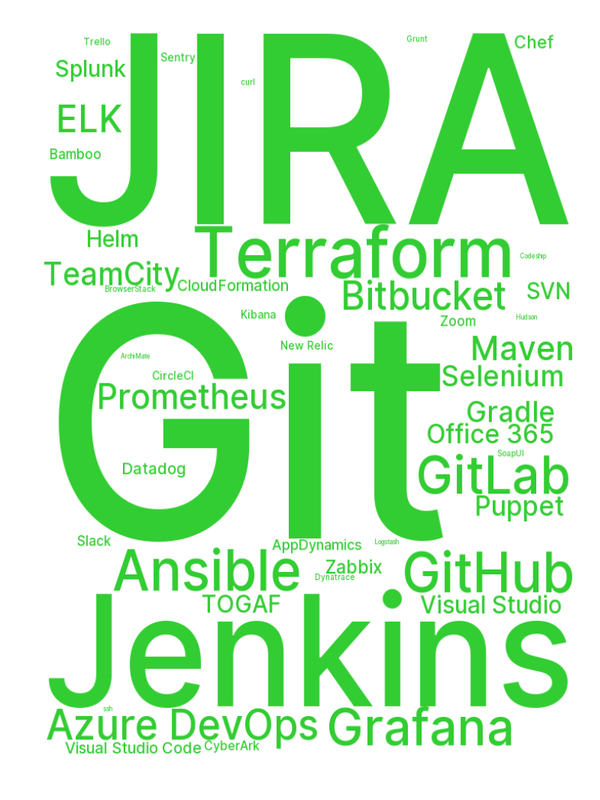 Trello
Grunt
Chef
JIRA
Sentry
Splunk
curl
ELK
Bamboo
Helm
Terraform
Codeship
TeamCity
BrowserStack
CloudFormation
Bitbucket
SVN
Kibana
Zoom
Hudson
Git
New Relic
Maven
ArchiMate
CircleCI
Selenium
Prometheus
Gradle
Office 365
SoapUI
Datadog
GitLab
Puppet
Slack
AppDynamics
Logstash
Ansible
Zabbix
GitHub
Dynatrace
TOGAF
Visual Studio
Jenkins
ssh
Azure DevOps
Grafana
Visual Studio Code
CyberArk